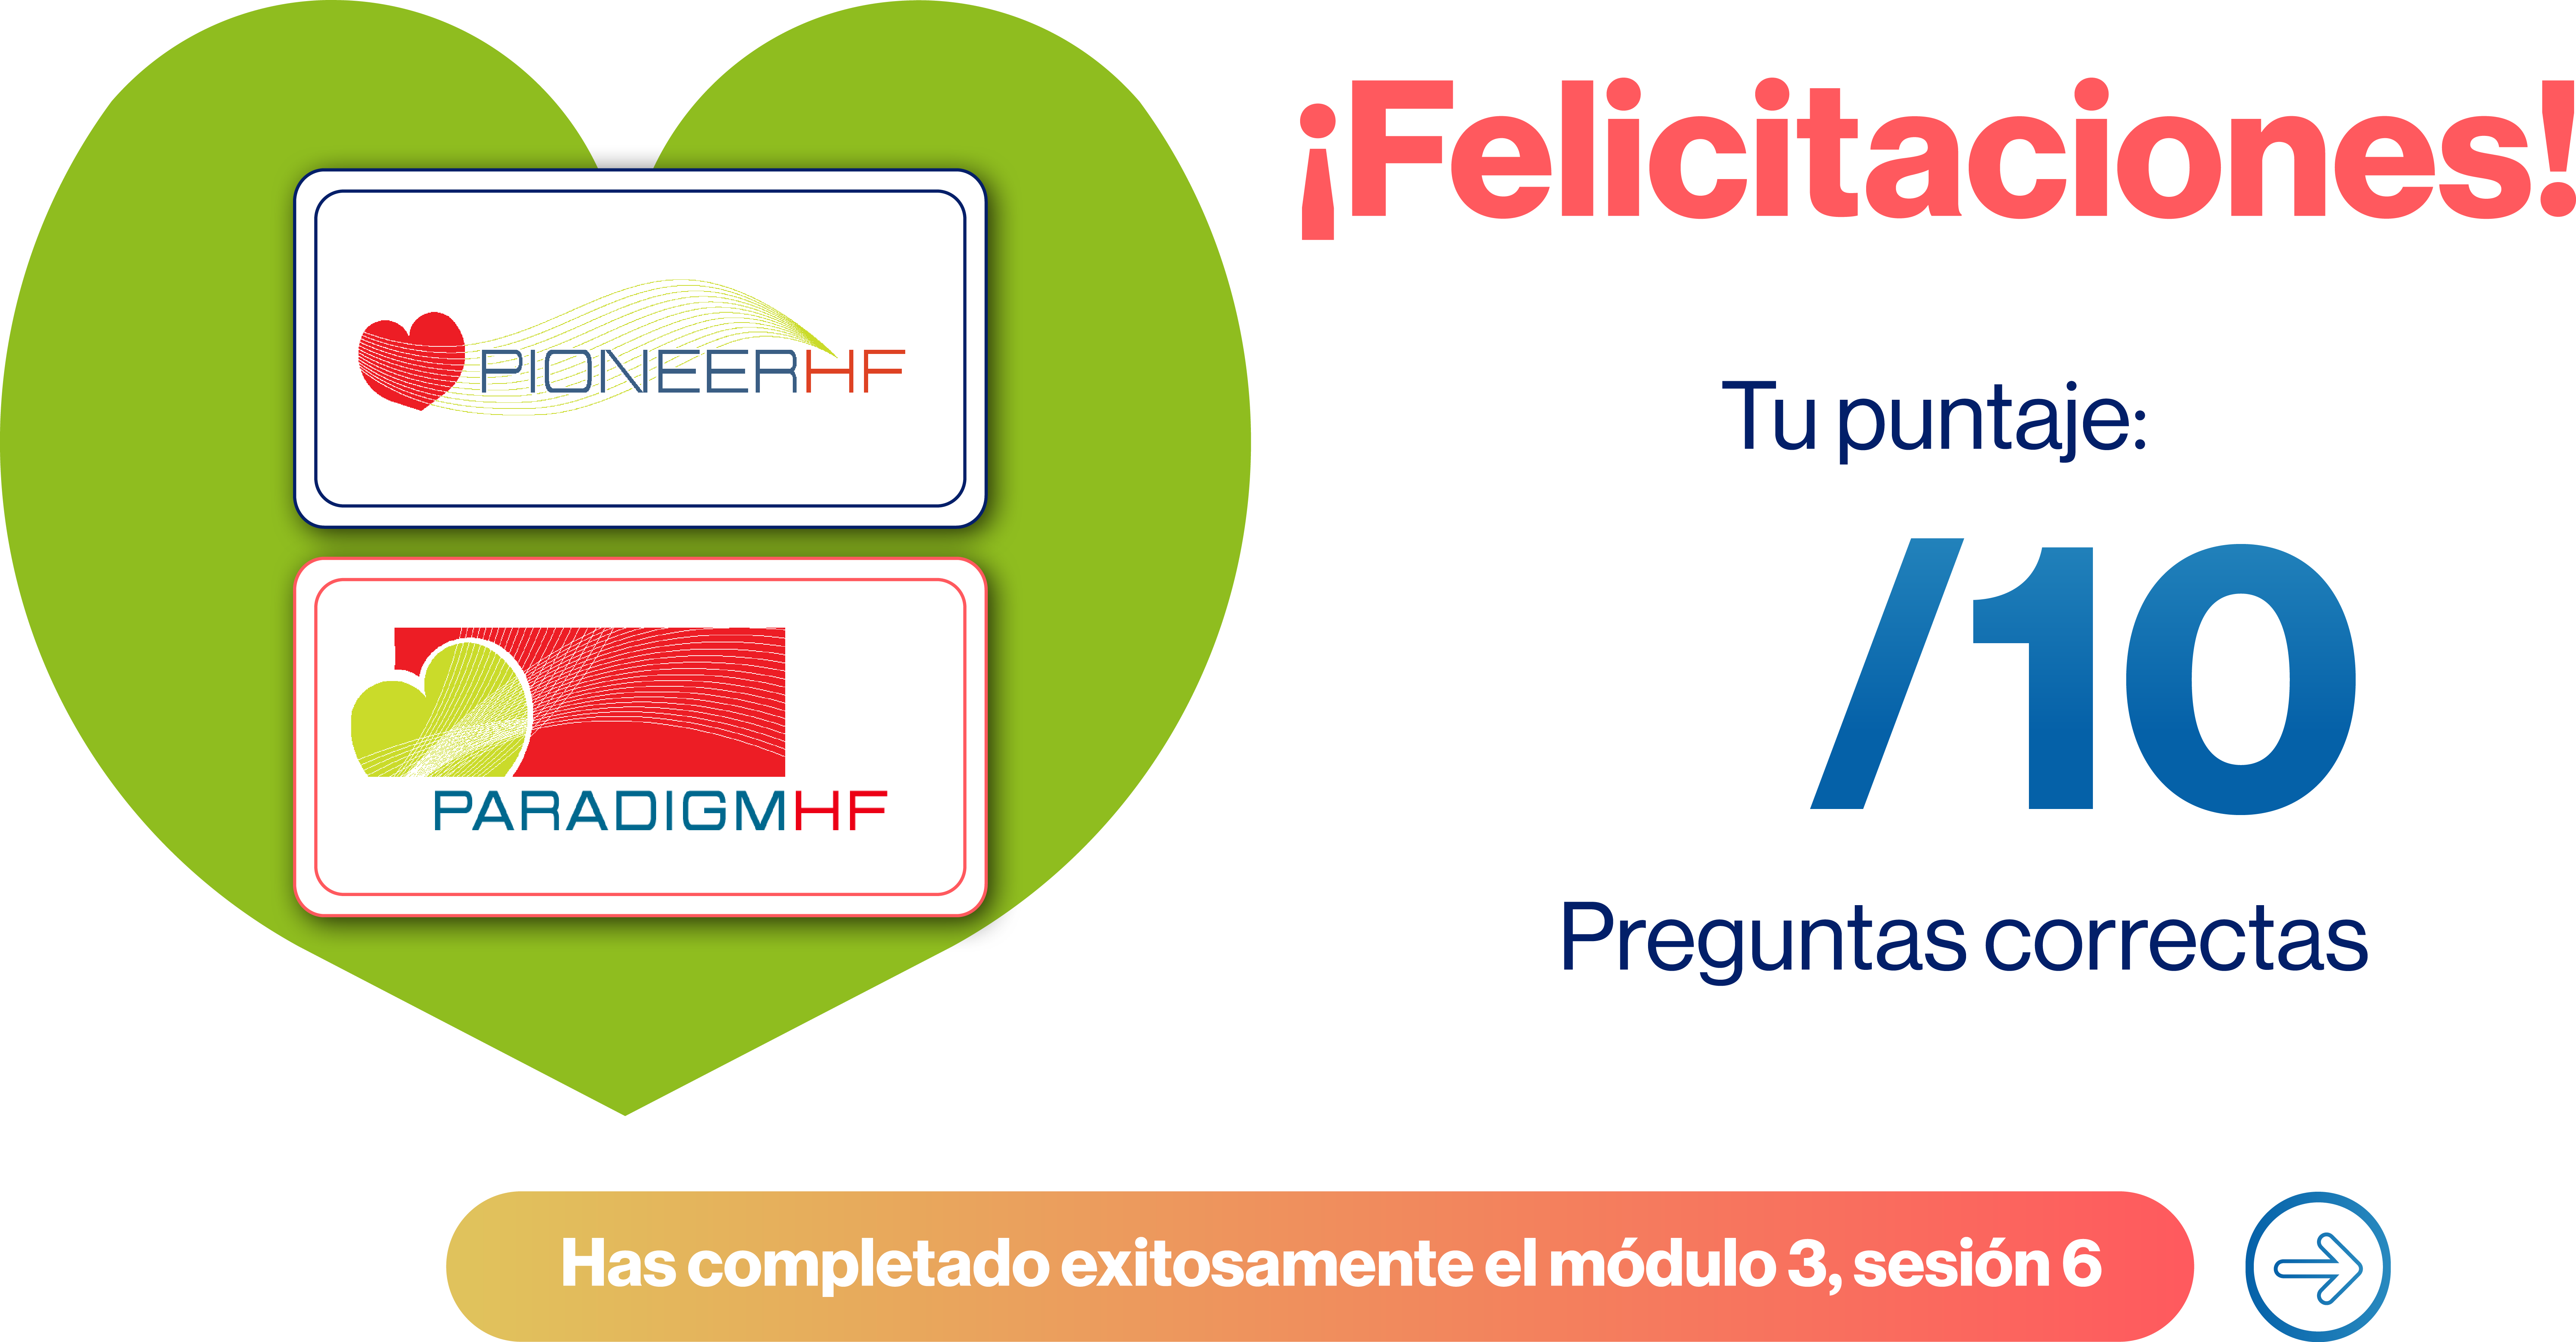 PIONEERHF
PARADIGMHF
¡Felicitaciones!
Tu puntaje:
/10
Preguntas correctas
Has completado exitosamente el módulo 3, sesión 6